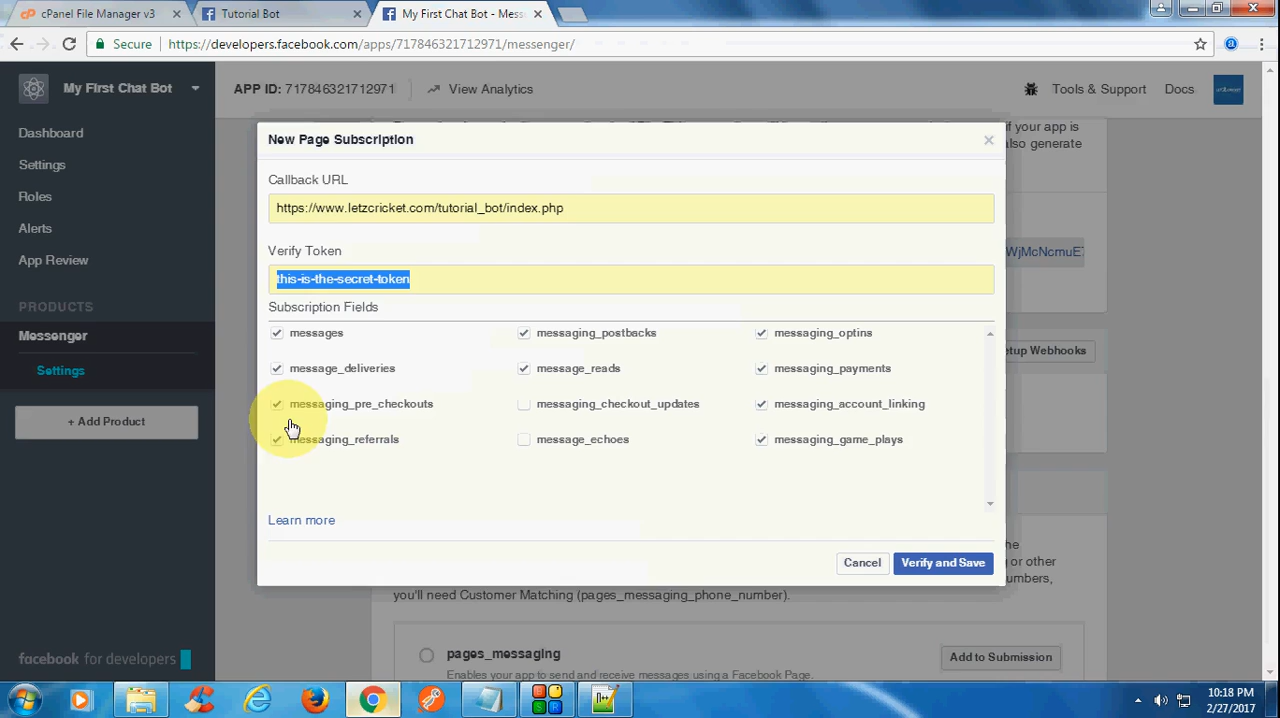 cPanel File Manager v3
Tutorial Bot
My First Chat Bot - Mess
Secure
https://developers.facebook.com/apps/717846321712971/messenger/
My First Chat Bot
APP ID: 717846321712971
View Analytics
Tools & Support
Docs
Dashboard
Settings
Roles
Alerts
App Review
PRODUCTS
Messenger
Settings
+ Add Product
facebook for developers
if your app is
also generate
WjMcNcmuE
etup Webhooks
New Page Subscription
Callback URL
https://www.letzcricket.com/tutorial_bot/index.php
Verify Token
this-is-the-secret-token
Subscription Fields
messages messaging_postbacks messaging_optins
message_deliveries message_reads messaging_payments
messaging_pre_checkouts messaging_checkout_updates messaging_account_linking
messaging_referrals message_echoes messaging_game_plays
Learn more
Cancel
Verify and Save
the
or other
numbers,
you'll need Customer Matching (pages_messaging_phone_number).
pages_messaging
Enables your app to send and receive messages using a Facebook Page.
Add to Submission
10:18 PM
2/27/2017